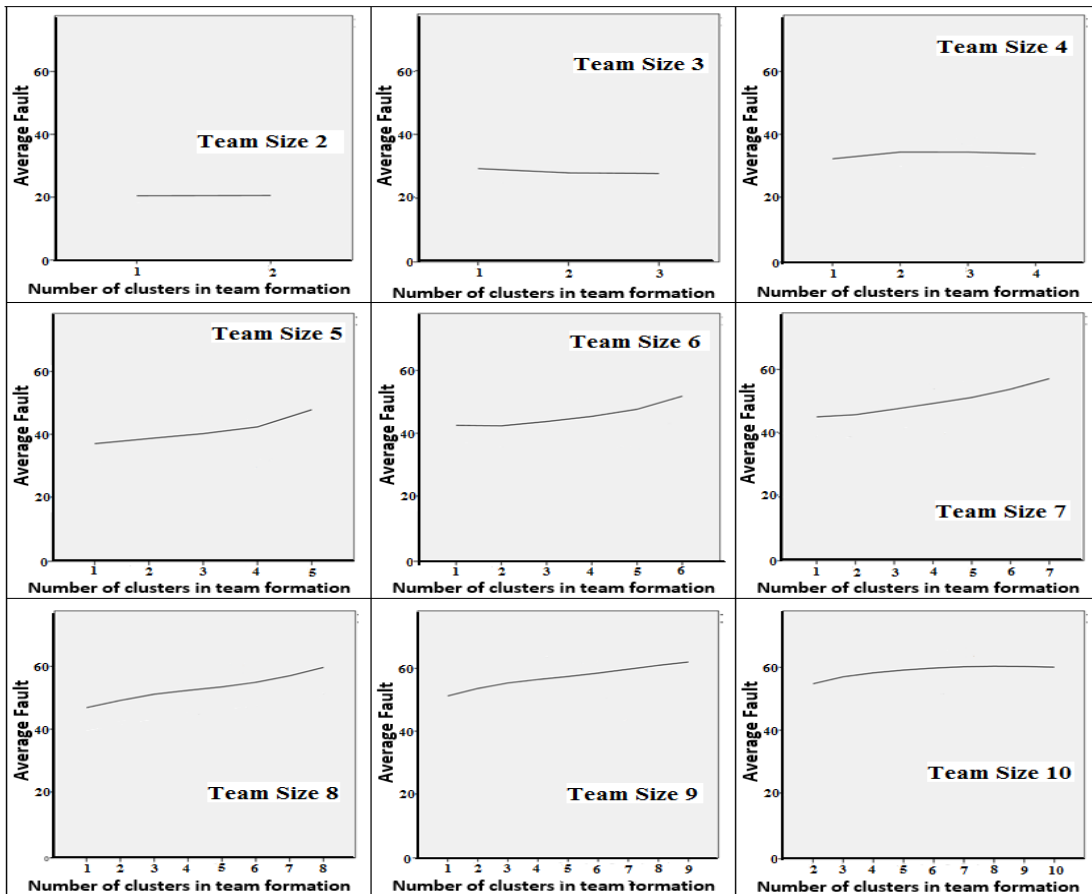 Average Fault
60
40
20
0
Team Size 2
1 2
Number of clusters in team formation
Average Fault
60
40
20
0
Team Size 3
1 2 3
Number of clusters in team formation
Average Fault
60
40
20
0
Team Size 4
1 2 3 4
Number of clusters in team formation
Average Fault
60
40
20
0
Team Size 5
1 2 3 4 5
Number of clusters in team formation
Average Fault
60
40
20
0
Team Size 6
1 2 3 4 5 6
Number of clusters in team formation
Average Fault
60
40
20
0
Team Size 7
1 2 3 4 5 6 7
Number of clusters in team formation
Average Fault
60
40
20
0
Team Size 8
1 2 3 4 5 6 7 8
Number of clusters in team formation
Average Fault
60
40
20
0
Team Size 9
1 2 3 4 5 6 7 8 9
Number of clusters in team formation
Average Fault
60
40
20
0
Team Size 10
2 3 4 5 6 7 8 9 10
Number of clusters in team formation